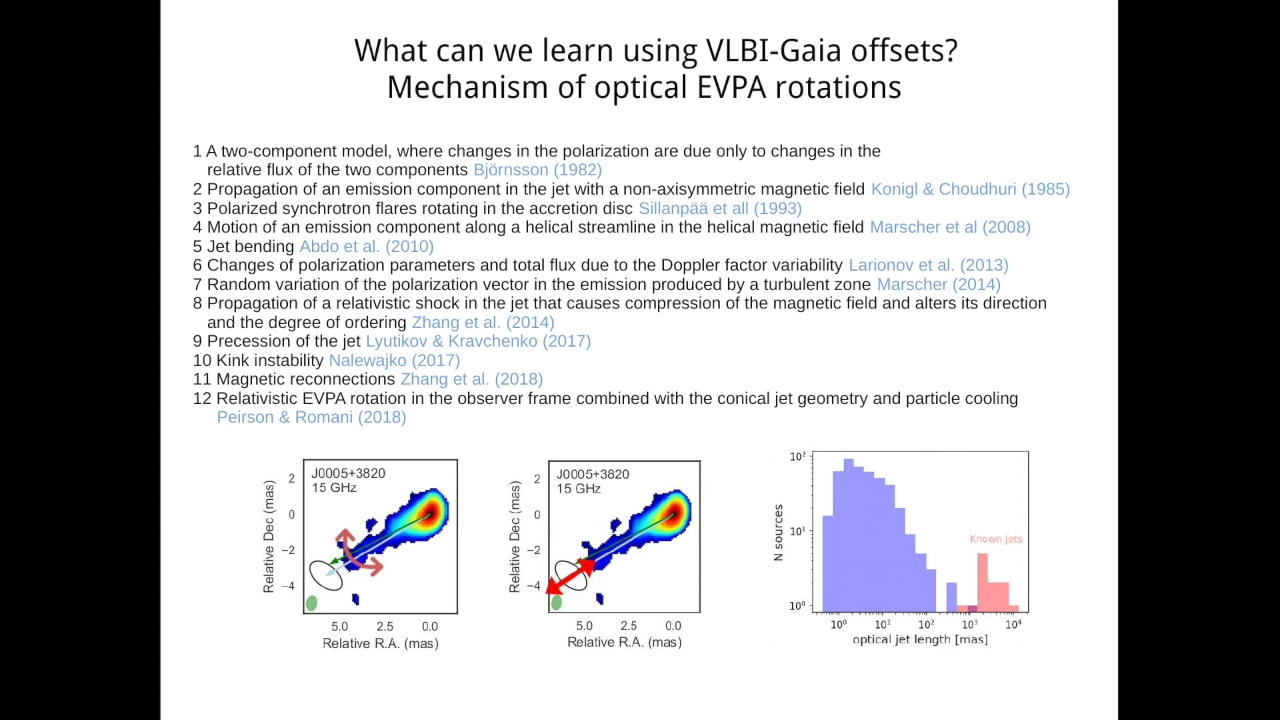 What can we learn using VLBI-Gaia offsets?
Mechanism of optical EVPA rotations
1 A two-component model, where changes in the polarization are due only to changes in the
relative flux of the two components Björnsson (1982)
2 Propagation of an emission component in the jet with a non-axisymmetric magnetic field Konigl & Choudhuri (1985)
3 Polarized synchrotron flares rotating in the accretion disc Sillanpää et all (1993)
4 Motion of an emission component along a helical streamline in the helical magnetic field Marscher et al (2008)
5 Jet bending Abdo et al. (2010)
6 Changes of polarization parameters and total flux due to the Doppler factor variability Larionov et al. (2013)
7 Random variation of the polarization vector in the emission produced by a turbulent zone Marscher (2014)
8 Propagation of a relativistic shock in the jet that causes compression of the magnetic field and alters its direction
and the degree of ordering Zhang et al. (2014)
9 Precession of the jet Lyutikov & Kravchenko (2017)
10 Kink instability Nalewajko (2017)
11 Magnetic reconnections Zhang et al. (2018)
12 Relativistic EVPA rotation in the observer frame combined with the conical jet geometry and particle cooling
Peirson & Romani (2018)
J0005+3820
15 GHz
Relative Dec (mas)
2
0
−2
−4
5.0 2.5 0.0
Relative R.A. (mas)
J0005+3820
15 GHz
Relative Dec (mas)
2
0
−2
−4
5.0 2.5 0.0
Relative R.A. (mas)
N sources
10²
10¹
10⁰
Known jets
10⁰ 10¹ 10² 10³ 10⁴
optical jet length [mas]